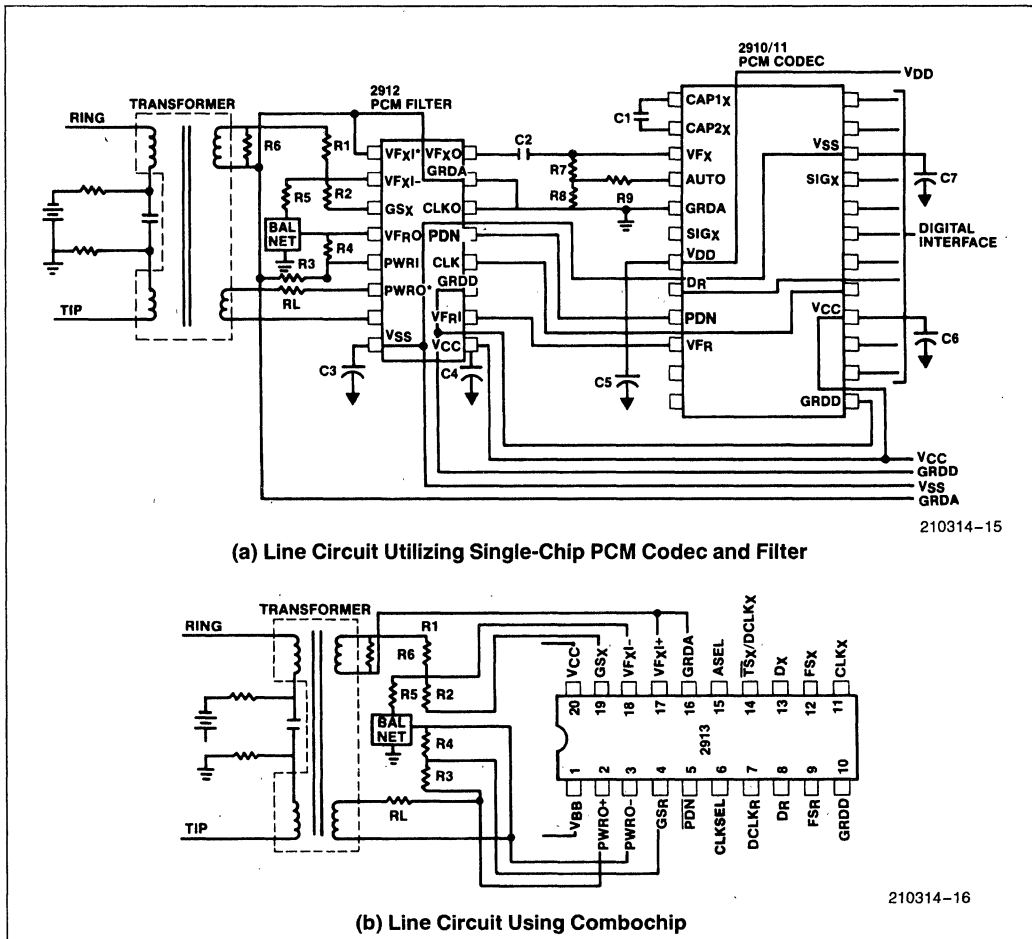 2910/11
PCM CODEC
VDD
2912
PCM FILTER
TRANSFORMER
RING
R6
R1
R5
R2
BAL
NET
R4
R3
RL
TIP
VFXI+
VFXI-
GSX
VFRO
PWRI
PWRO+
VSS
VFXO
GRDA
CLKO
PDN
CLK
GRDD
VFRI
VCC
C3
C4
C1
C2
R7
R8
R9
C5
CAP1X
CAP2X
VFX
AUTO
GRDA
SIGX
VDD
DR
PDN
VFR
VSS
SIGX
VCC
GRDD
C7
DIGITAL
INTERFACE
C6
VCC
GRDD
VSS
GRDA
210314–15
(a) Line Circuit Utilizing Single-Chip PCM Codec and Filter
TRANSFORMER
RING
R1
R6
R5
R2
BAL
NET
R4
R3
RL
TIP
VCC
GSX
VFXI-
VFXI+
GRDA
ASEL
TSX/DCLKX
DX
FSX
CLKX
20 19 18 17 16 15 14 13 12 11
2913
1 2 3 4 5 6 7 8 9 10
VBB
PWRO+
PWRO-
GSR
PDN
CLKSEL
DCLKR
DR
FSR
GRDD
210314–16
(b) Line Circuit Using Combochip